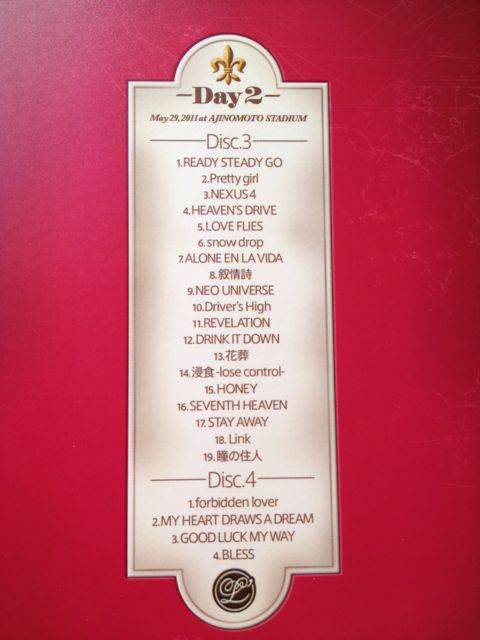 Day 2
May 29, 2011 at AJINOMOTO STADIUM
Disc.3
1.READY STEADY GO
2.Pretty girl
3.NEXUS 4
4.HEAVEN'S DRIVE
5.LOVE FLIES
6.snow drop
7.ALONE EN LA VIDA
8.叙情詩
9.NEO UNIVERSE
10.Driver's High
11.REVELATION
12.DRINK IT DOWN
13.花葬
14.浸食-lose control-
15.HONEY
16.SEVENTH HEAVEN
17.STAY AWAY
18. Link
19.瞳の住人
Disc.4
1.forbidden lover
2.MY HEART DRAWS A DREAM
3.GOOD LUCK MY WAY
4.BLESS